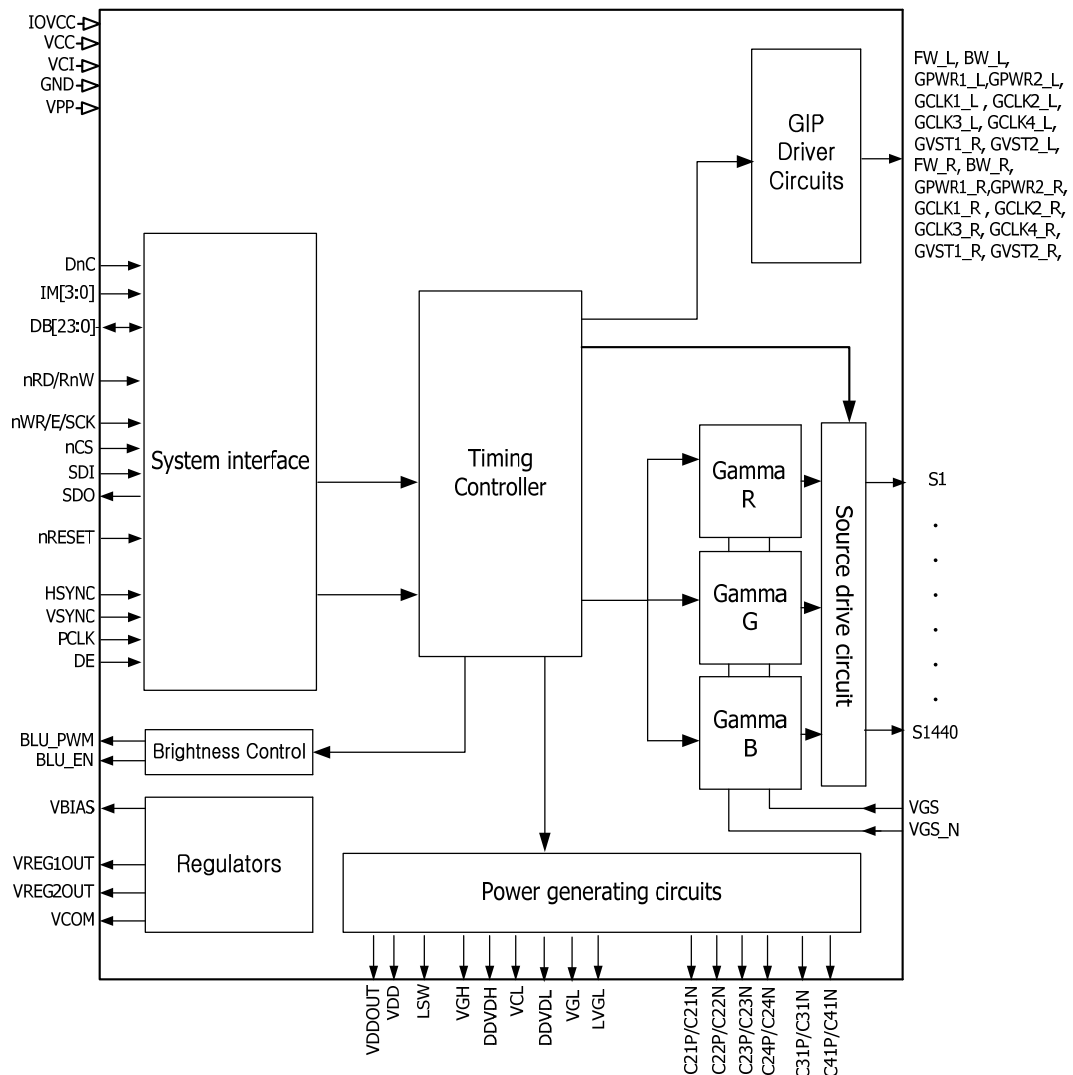 IOVCC
VCC
VCI
GND
VPP
FW_L, BW_L,
GPWR1_L,GPWR2_L,
GCLK1_L , GCLK2_L,
GCLK3_L, GCLK4_L,
GVST1_R, GVST2_L,
FW_R, BW_R,
GPWR1_R,GPWR2_R,
GCLK1_R , GCLK2_R,
GCLK3_R, GCLK4_R,
GVST1_R, GVST2_R,
GIP
Driver
Circuits
DnC
IM[3:0]
DB[23:0]
nRD/RnW
nWR/E/SCK
nCS
SDI
SDO
nRESET
HSYNC
VSYNC
PCLK
DE
System interface
Timing
Controller
Gamma
R
Gamma
G
Gamma
B
Source drive circuit
S1
S1440
BLU_PWM
BLU_EN
Brightness Control
VGS
VGS_N
VBIAS
VREG1OUT
VREG2OUT
VCOM
Regulators
Power generating circuits
VDDOUT
VDD
LSW
VGH
DDVDH
VCL
DDVDL
VGL
LVGL
C21P/C21N
C22P/C22N
C23P/C23N
C24P/C24N
C31P/C31N
C41P/C41N